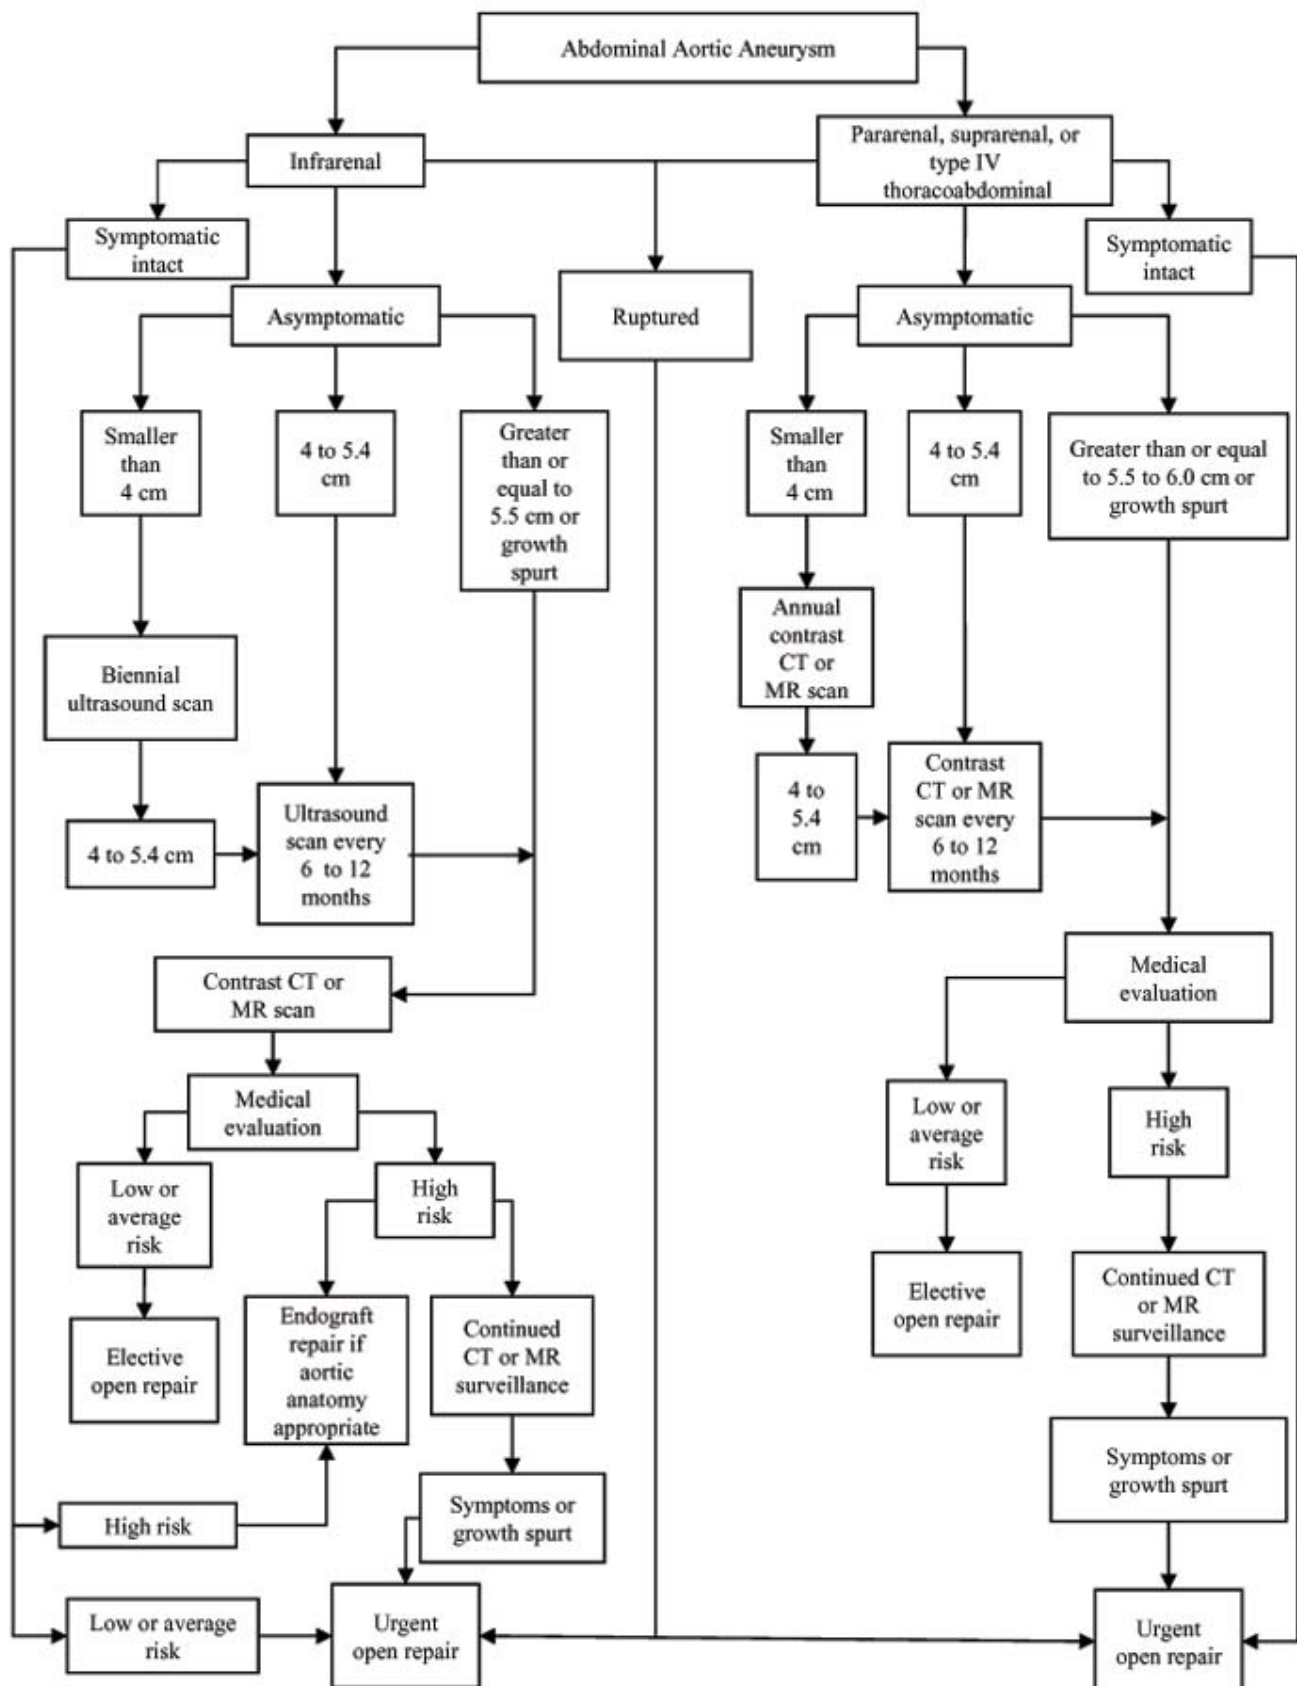 Abdominal Aortic Aneurysm
Infrarenal
Pararenal, suprarenal, or
type IV
thoracoabdominal
Symptomatic
intact
Symptomatic
intact
Asymptomatic
Ruptured
Asymptomatic
Smaller
than
4 cm
4 to 5.4
cm
Greater
than or
equal to
5.5 cm or
growth
spurt
Smaller
than
4 cm
4 to 5.4
cm
Greater than or equal
to 5.5 to 6.0 cm or
growth spurt
Annual
contrast
CT or
MR scan
Biennial
ultrasound scan
4 to 5.4 cm
Ultrasound
scan every
6 to 12
months
4 to
5.4
cm
Contrast
CT or MR
scan every
6 to 12
months
Contrast CT or
MR scan
Medical
evaluation
Medical
evaluation
Low or
average
risk
High
risk
Low or
average
risk
High
risk
Elective
open repair
Endograft
repair if
aortic
anatomy
appropriate
Continued
CT or MR
surveillance
Elective
open repair
Continued CT
or MR
surveillance
Symptoms or
growth spurt
Symptoms or
growth spurt
High risk
Low or average
risk
Urgent
open repair
Urgent
open repair